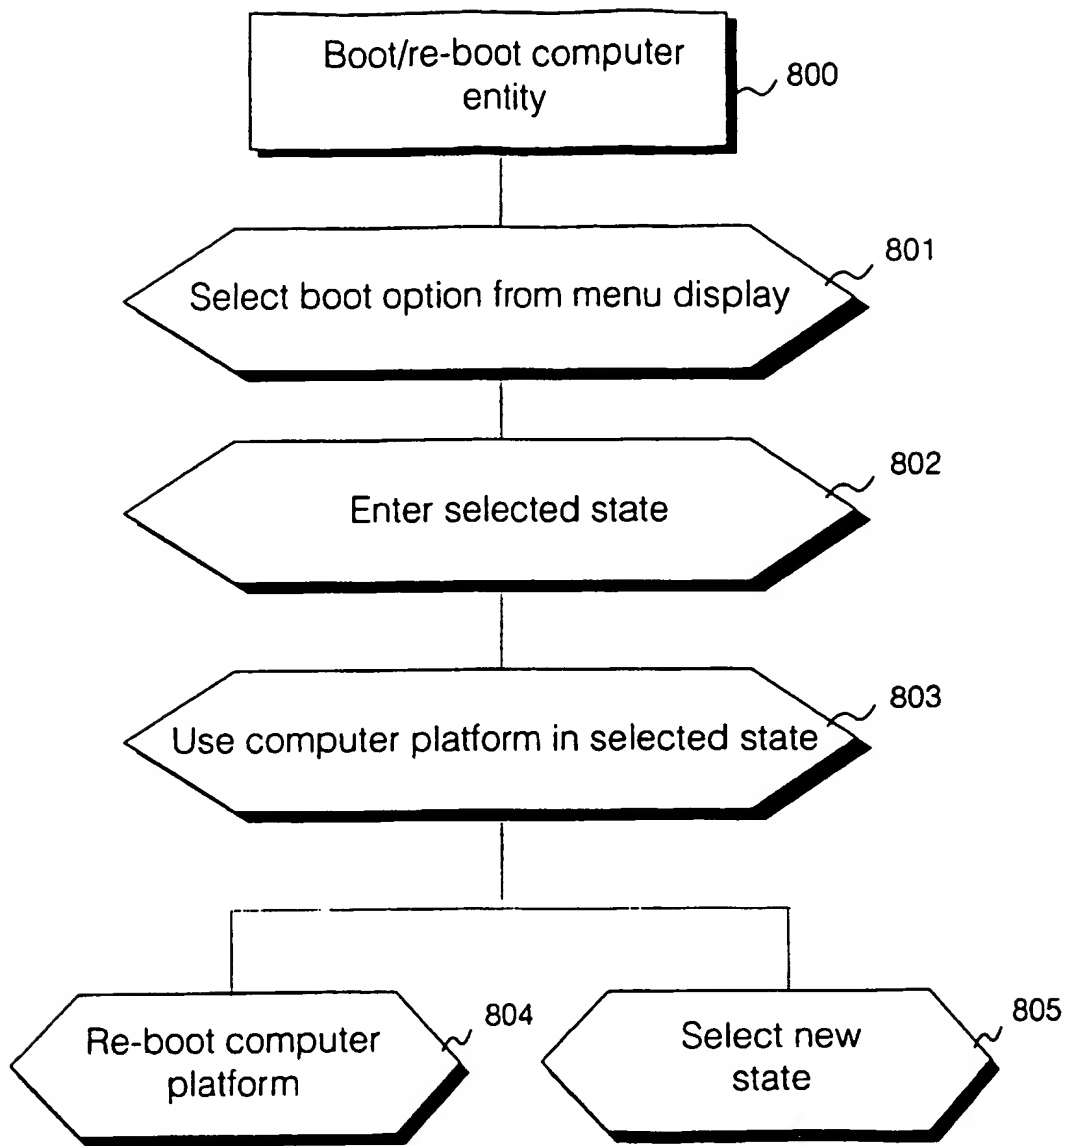 Boot/re-boot computer
entity
800
801
Select boot option from menu display
802
Enter selected state
803
Use computer platform in selected state
804
Re-boot computer
platform
805
Select new
state